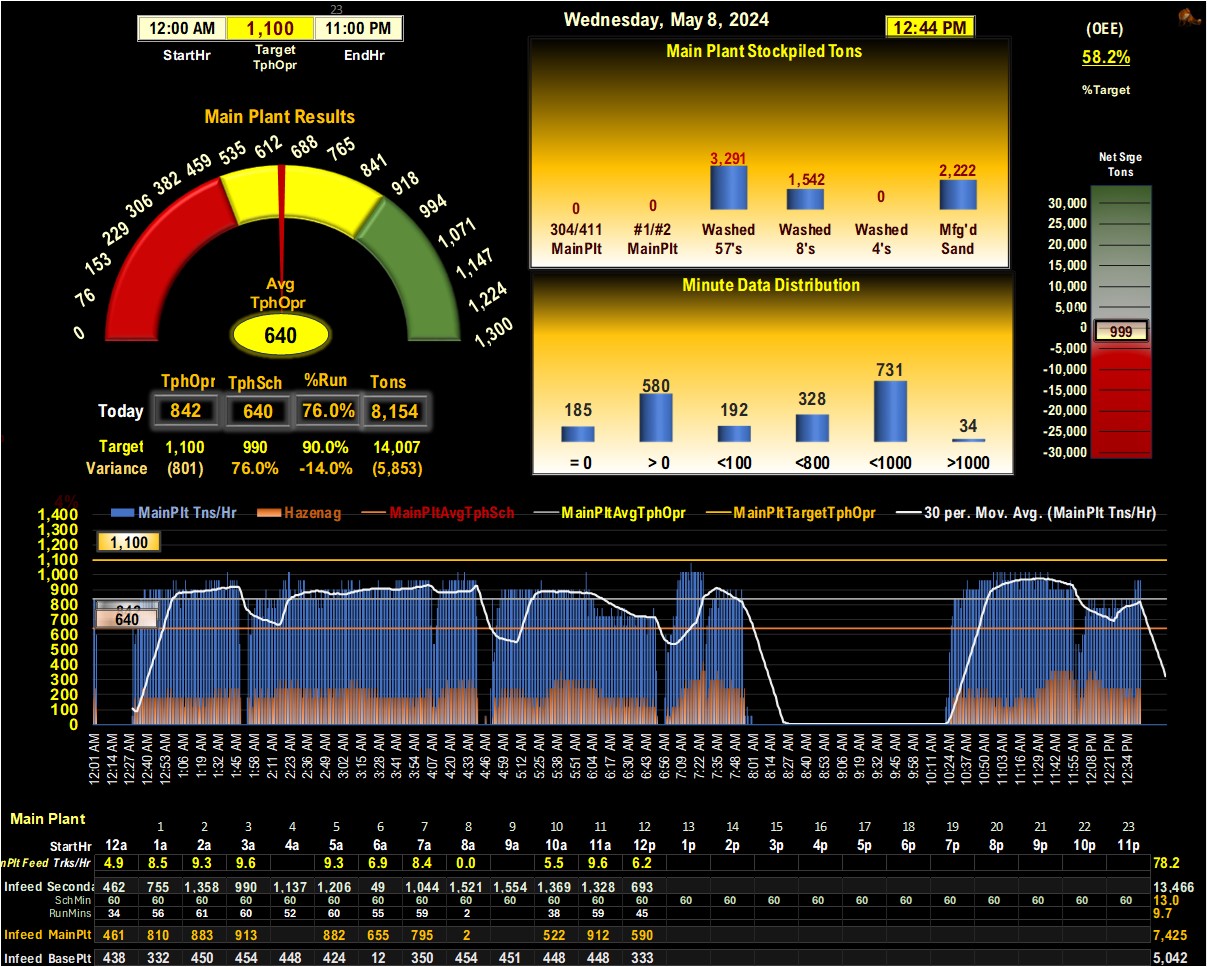 23
12:00 AM 1,100 11:00 PM
StartHr Target TphOpr EndHr
Wednesday, May 8, 2024
12:44 PM
(OEE)
58.2%
%Target
Main Plant Results
0 76 153 229 306 382 459 535 612 688 765 841 918 994 1,071 1,147 1,224 1,300
Avg
TphOpr
640
TphOpr TphSch %Run Tons
Today 842 640 76.0% 8,154
Target 1,100 990 90.0% 14,007
Variance (801) 76.0% -14.0% (5,853)
Main Plant Stockpiled Tons
0 0 3,291 1,542 0 2,222
304/411 #1/#2 Washed Washed Washed Mfg'd
MainPlt MainPlt 57's 8's 4's Sand
Minute Data Distribution
185 580 192 328 731 34
= 0 > 0 <100 <800 <1000 >1000
Net Srge
Tons
30,000
25,000
20,000
15,000
10,000
5,000
0
999
-5,000
-10,000
-15,000
-20,000
-25,000
-30,000
4%
MainPlt Tns/Hr Hazenag MainPltAvgTphSch MainPltAvgTphOpr MainPltTargetTphOpr 30 per. Mov. Avg. (MainPlt Tns/Hr)
1,400
1,300
1,200
1,100
1,000
900
800
700
600
500
400
300
200
100
0
1,100
842
640
12:01 AM 12:14 AM 12:27 AM 12:40 AM 12:53 AM 1:06 AM 1:19 AM 1:32 AM 1:45 AM 1:58 AM 2:11 AM 2:23 AM 2:36 AM 2:49 AM 3:02 AM 3:15 AM 3:28 AM 3:41 AM 3:54 AM 4:07 AM 4:20 AM 4:33 AM 4:46 AM 4:59 AM 5:12 AM 5:25 AM 5:38 AM 5:51 AM 6:04 AM 6:17 AM 6:30 AM 6:43 AM 6:56 AM 7:09 AM 7:22 AM 7:35 AM 7:48 AM 8:01 AM 8:14 AM 8:27 AM 8:40 AM 8:53 AM 9:06 AM 9:19 AM 9:32 AM 9:45 AM 9:58 AM 10:11 AM 10:24 AM 10:37 AM 10:50 AM 11:03 AM 11:16 AM 11:29 AM 11:42 AM 11:55 AM 12:08 PM 12:21 PM 12:34 PM
Main Plant
1 2 3 4 5 6 7 8 9 10 11 12 13 14 15 16 17 18 19 20 21 22 23
StartHr 12a 1a 2a 3a 4a 5a 6a 7a 8a 9a 10a 11a 12p 1p 2p 3p 4p 5p 6p 7p 8p 9p 10p 11p
nPlt Feed Trks/Hr 4.9 8.5 9.3 9.6 9.3 6.9 8.4 0.0 5.5 9.6 6.2 78.2
Infeed Seconda 462 755 1,358 990 1,137 1,206 49 1,044 1,521 1,554 1,369 1,328 693 13,466
SchMin 60 60 60 60 60 60 60 60 60 60 60 60 60 60 60 60 60 60 60 60 60 60 60 60 13.0
RunMins 34 56 61 60 52 60 55 59 2 38 59 45 9.7
Infeed MainPlt 461 810 883 913 882 655 795 2 522 912 590 7,425
Infeed BasePlt 438 332 450 454 448 424 12 350 454 451 448 448 333 5,042